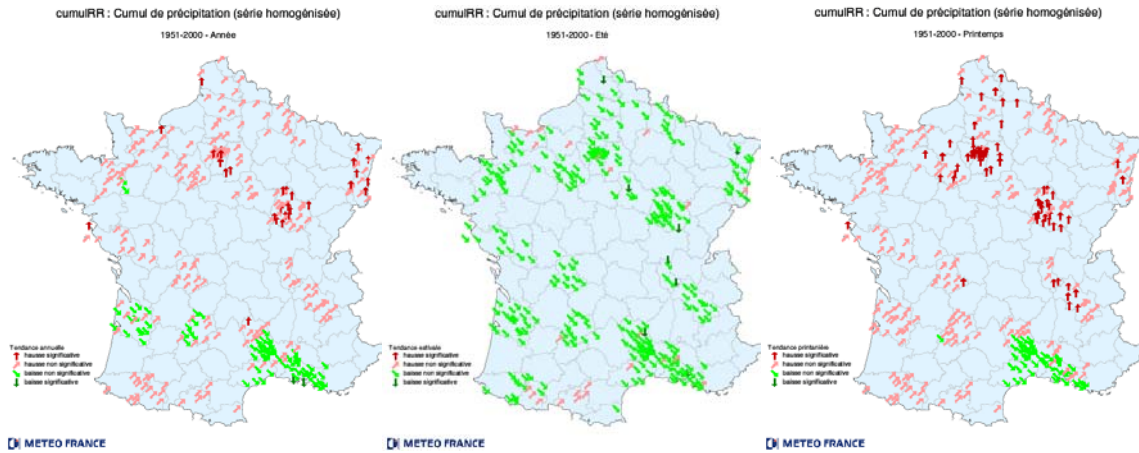 cumulRR : Cumul de précipitation (série homogénisée)
1951-2000 - Année
Tendance annuelle
hausse significative
hausse non significative
baisse non significative
baisse significative
METEO FRANCE
cumulRR : Cumul de précipitation (série homogénisée)
1951-2000 - Eté
Tendance estivale
hausse significative
hausse non significative
baisse non significative
baisse significative
METEO FRANCE
cumulRR : Cumul de précipitation (série homogénisée)
1951-2000 - Printemps
Tendance printanière
hausse significative
hausse non significative
baisse non significative
baisse significative
METEO FRANCE